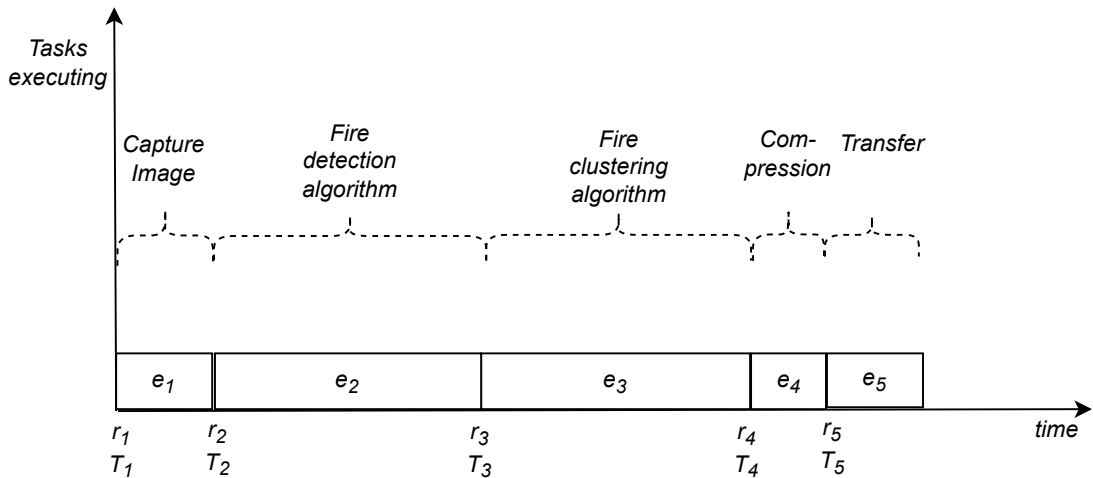 Tasks
executing
Capture
Image
Fire
detection
algorithm
Fire
clustering
algorithm
Com-
pression
Transfer
e1
e2
e3
e4
e5
r1
T1
r2
T2
r3
T3
r4
T4
r5
T5
time